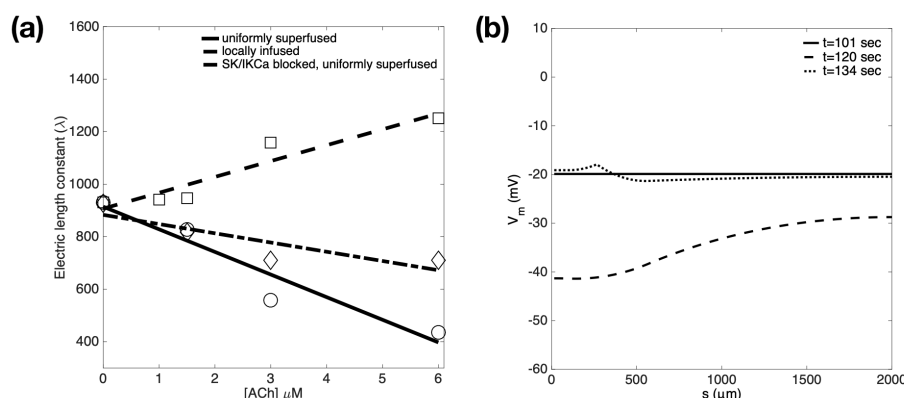 (a)
1600
1400
1200
1000
800
600
400
0
1
2
3
4
5
6
Electric length constant (λ)
[ACh] μM
uniformly superfused
locally infused
SK/IKCa blocked, uniformly superfused
(b)
10
0
-10
-20
-30
-40
-50
-60
0
500
1000
1500
2000
V_m (mV)
s (μm)
t=101 sec
t=120 sec
t=134 sec